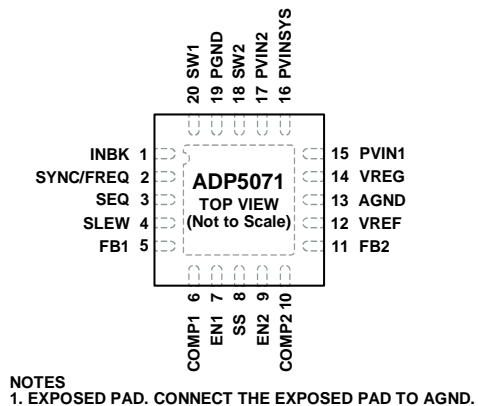 20 SW1
19 PGND
18 SW2
17 PVIN2
16 PVINSYS
INBK 1
SYNC/FREQ 2
SEQ 3
SLEW 4
FB1 5
ADP5071
TOP VIEW
(Not to Scale)
15 PVIN1
14 VREG
13 AGND
12 VREF
11 FB2
COMP1 6
EN1 7
SS 8
EN2 9
COMP2 10
NOTES
1. EXPOSED PAD. CONNECT THE EXPOSED PAD TO AGND.